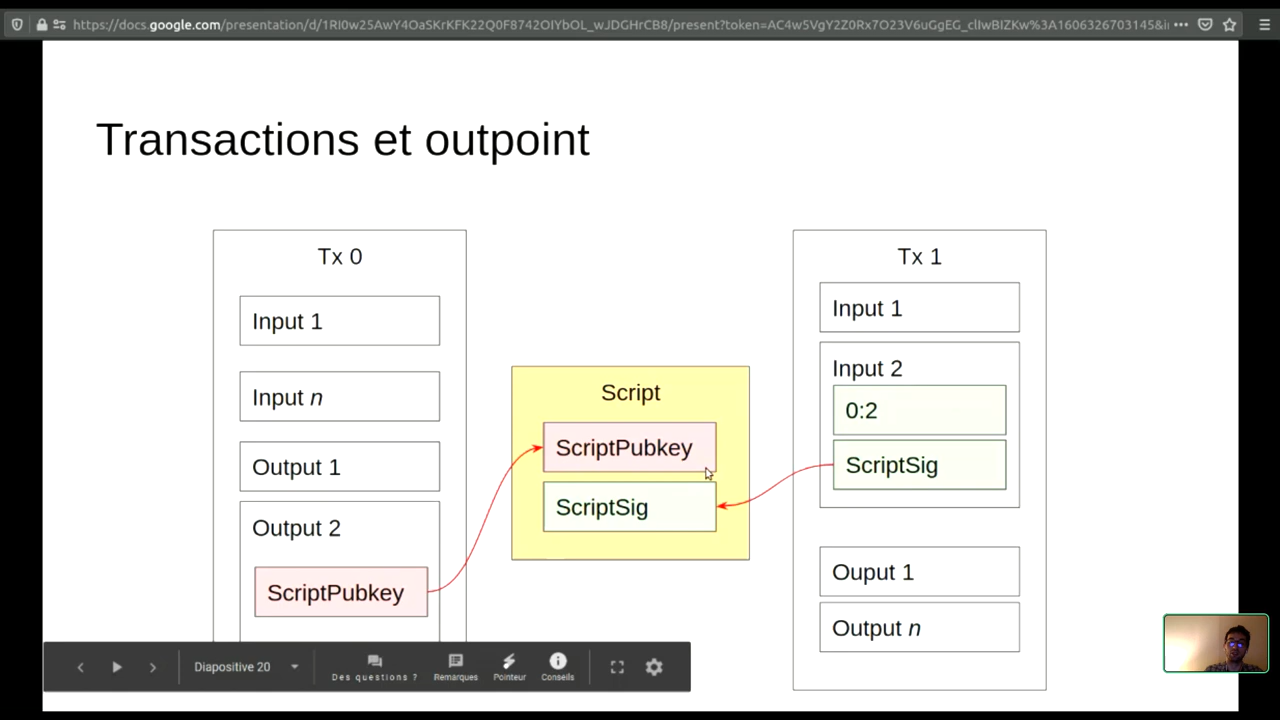 https://docs.google.com/presentation/d/1RI0w25AwY4OaSKrKFK22Q0F8742OIYbOL_wJDGHrCB8/present?token=AC4w5VgY2Z0Rx7O23V6uGgEG_clIwBIZKw%3A1606326703145&i
Transactions et outpoint
Tx 0
Input 1
Input n
Output 1
Output 2
ScriptPubkey
Script
ScriptPubkey
ScriptSig
Tx 1
Input 1
Input 2
0:2
ScriptSig
Ouput 1
Output n
Diapositive 20
Des questions ?
Remarques
Pointeur
Conseils